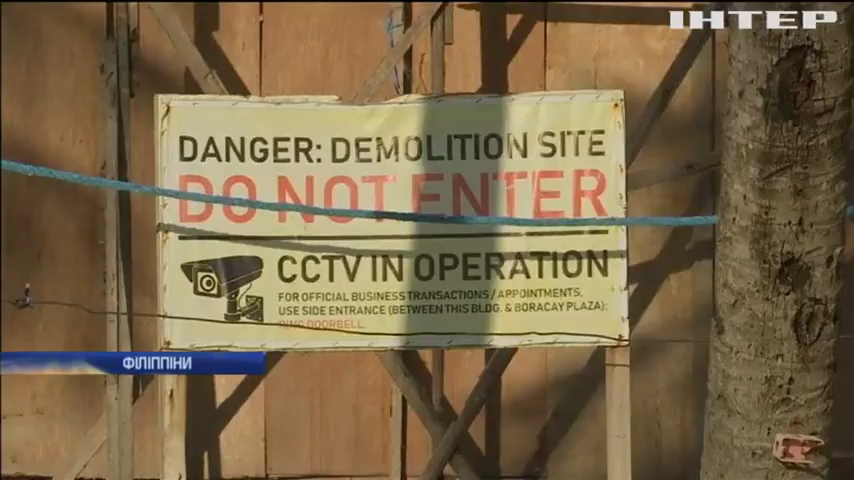 ІНТЕР
DANGER: DEMOLITION SITE
DO NOT ENTER
CCTV IN OPERATION
FOR OFFICIAL BUSINESS TRANSACTIONS / APPOINTMENTS,
USE SIDE ENTRANCE (BETWEEN THIS BLDG. & BORACAY PLAZA);
RING DOORBELL
ФІЛІППІНИ